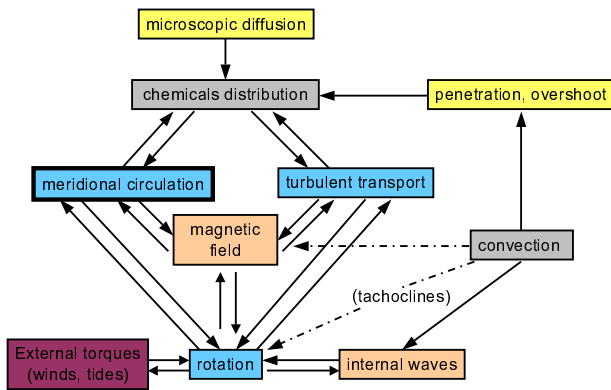 microscopic diffusion
chemicals distribution
penetration, overshoot
meridional circulation
turbulent transport
magnetic
field
convection
(tachoclines)
External torques
(winds, tides)
rotation
internal waves